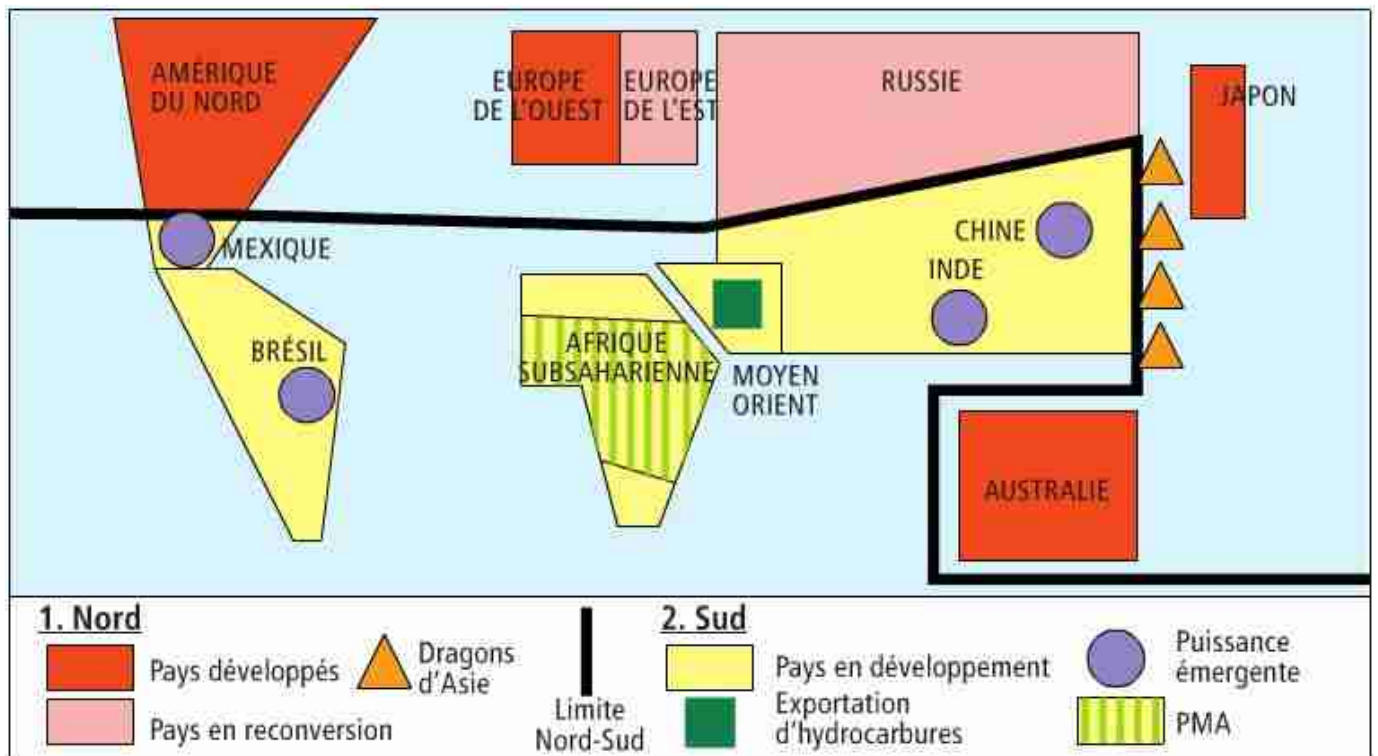 AMÉRIQUE
DU NORD
EUROPE
DE L'OUEST
EUROPE
DE L'EST
RUSSIE
JAPON
MEXIQUE
CHINE
INDE
BRÉSIL
AFRIQUE
SUBSAHARIENNE
MOYEN
ORIENT
AUSTRALIE
1. Nord
Pays développés
Dragons
d'Asie
Pays en reconversion
Limite
Nord-Sud
2. Sud
Pays en développement
Exportation
d'hydrocarbures
Puissance
émergente
PMA